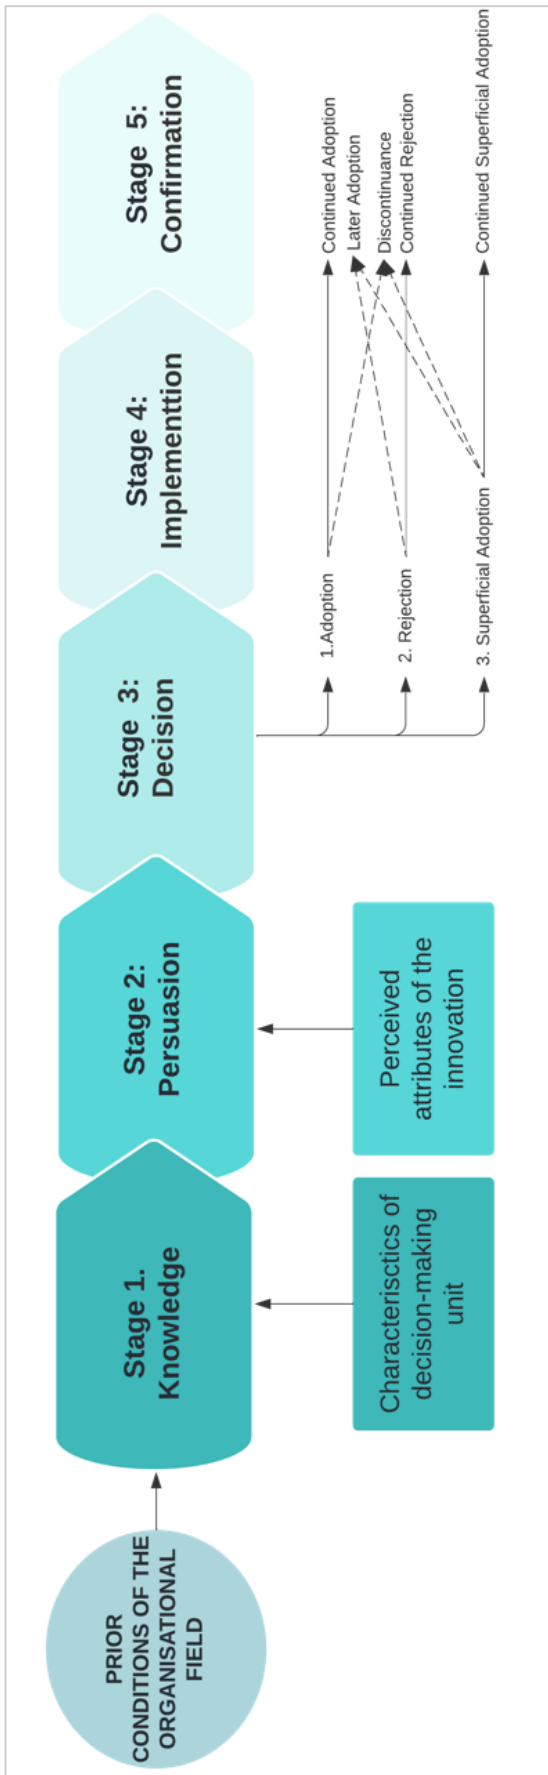 PRIOR
CONDITIONS OF THE
ORGANISATIONAL
FIELD
Stage 1.
Knowledge
Stage 2:
Persuasion
Stage 3:
Decision
Stage 4:
Implementtion
Stage 5:
Confirmation
Characterisctics of
decision-making
unit
Perceived
attributes of the
innovation
1.Adoption
2. Rejection
3. Superficial Adoption
Continued Adoption
Later Adoption
Discontinuance
Continued Rejection
Continued Superficial Adoption